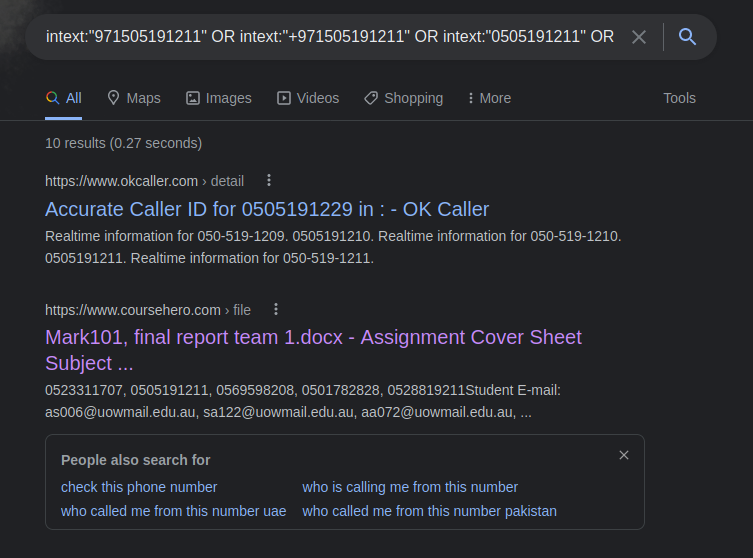 intext:"971505191211" OR intext:"+971505191211" OR intext:"0505191211" OR
All Maps Images Videos Shopping More Tools
10 results (0.27 seconds)
https://www.okcaller.com › detail
Accurate Caller ID for 0505191229 in : - OK Caller
Realtime information for 050-519-1209. 0505191210. Realtime information for 050-519-1210.
0505191211. Realtime information for 050-519-1211.
https://www.coursehero.com › file
Mark101, final report team 1.docx - Assignment Cover Sheet
Subject ...
0523311707, 0505191211, 0569598208, 0501782828, 0528819211Student E-mail:
as006@uowmail.edu.au, sa122@uowmail.edu.au, aa072@uowmail.edu.au, ...
People also search for
check this phone number who is calling me from this number
who called me from this number uae who called me from this number pakistan